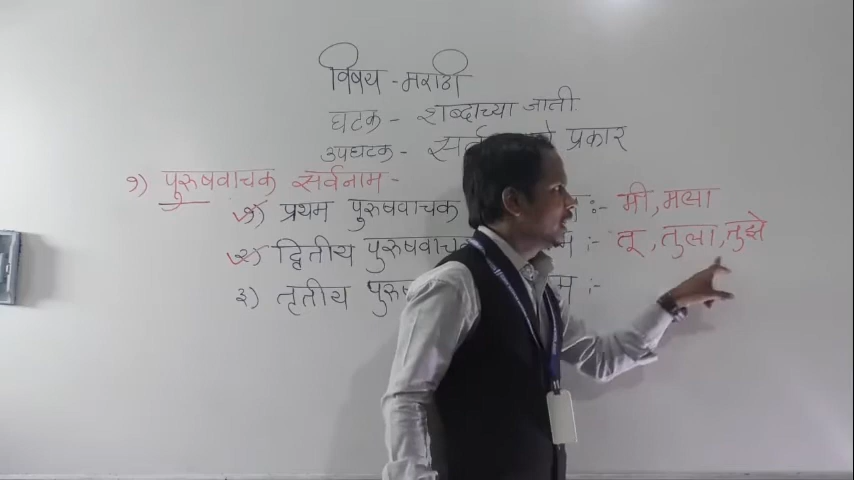 विषय - मराठी
घटक - शब्दाच्या जाती
उपघटक - प्रकार
१) पुरुषवाचक सर्वनाम -
१) प्रथम पुरुषवाचक :- मी, मला
२) द्वितीय पुरुषवाचक :- तू, तुला, तुझे
३) तृतीय :-